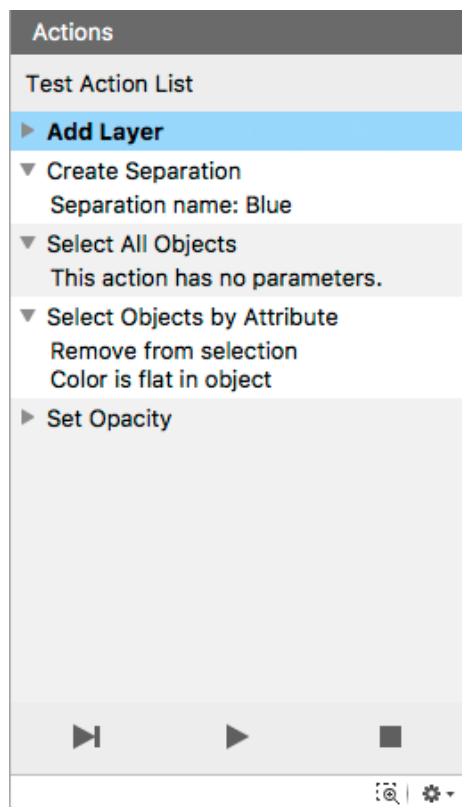 Actions
Test Action List
Add Layer
Create Separation
Separation name: Blue
Select All Objects
This action has no parameters.
Select Objects by Attribute
Remove from selection
Color is flat in object
Set Opacity